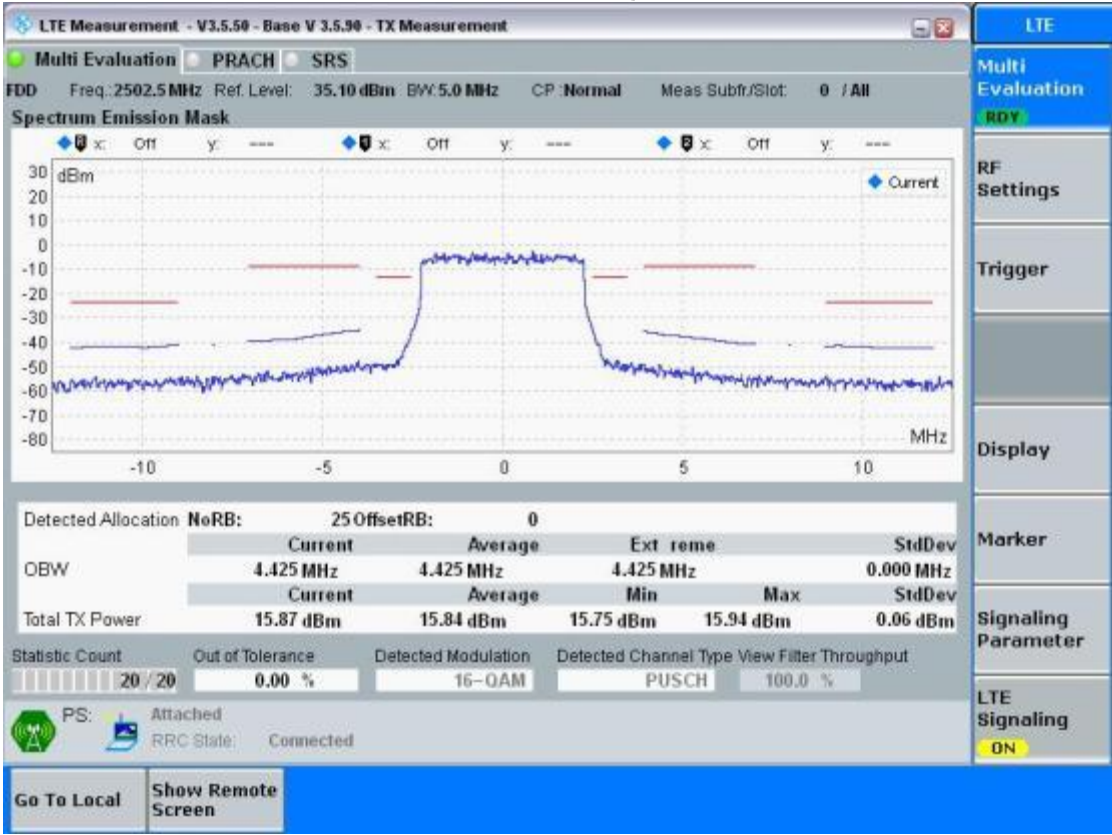 LTE Measurement - V3.5.50 - Base V 3.5.90 - TX Measurement
LTE
Multi Evaluation PRACH SRS
Multi
Evaluation
RDY
FDD Freq.:2502.5 MHz Ref. Level: 35.10 dBm BW:5.0 MHz CP :Normal Meas Subfr./Slot: 0 / All
Spectrum Emission Mask
x: Off y: --- x: Off y: --- x: Off y: ---
30 dBm
Current
20
10
0
-10
-20
-30
-40
-50
-60
-70
-80
MHz
-10 -5 0 5 10
RF
Settings
Trigger
Display
Marker
Signaling
Parameter
LTE
Signaling
ON
Detected Allocation NoRB: 25 OffsetRB: 0
Current Average Ext reme StdDev
OBW 4.425 MHz 4.425 MHz 4.425 MHz 0.000 MHz
Current Average Min Max StdDev
Total TX Power 15.87 dBm 15.84 dBm 15.75 dBm 15.94 dBm 0.06 dBm
Statistic Count Out of Tolerance Detected Modulation Detected Channel Type View Filter Throughput
20 / 20 0.00 % 16-QAM PUSCH 100.0 %
PS: Attached
RRC State: Connected
Go To Local
Show Remote
Screen